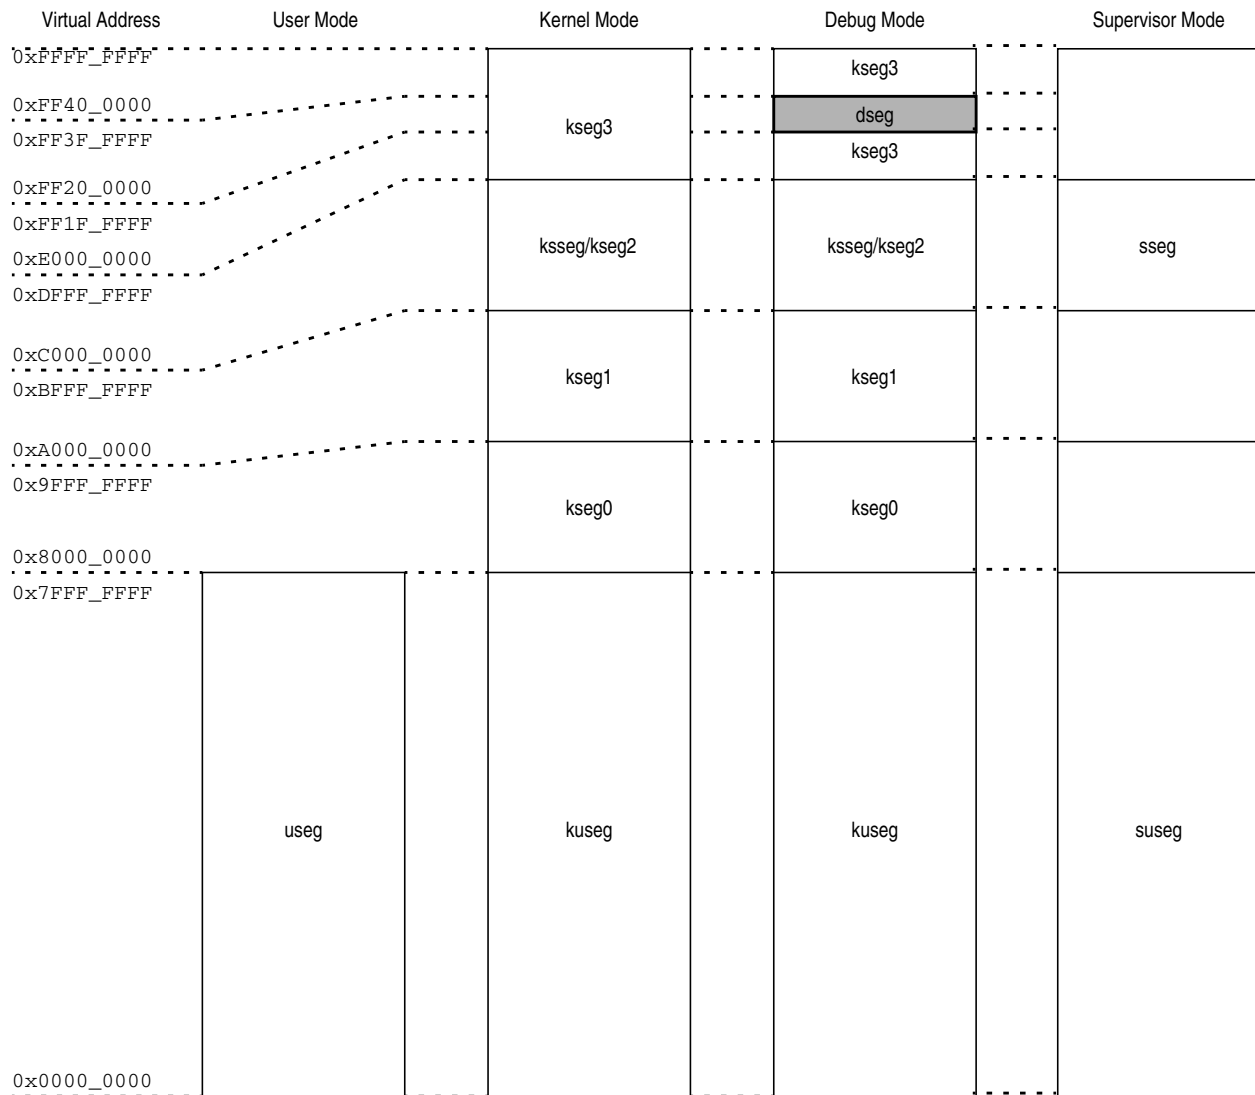 Virtual Address User Mode Kernel Mode Debug Mode Supervisor Mode
0xFFFF_FFFF
kseg3
0xFF40_0000
dseg
kseg3
0xFF3F_FFFF
kseg3
0xFF20_0000
0xFF1F_FFFF
ksseg/kseg2 ksseg/kseg2 sseg
0xE000_0000
0xDFFF_FFFF
0xC000_0000
kseg1 kseg1
0xBFFF_FFFF
0xA000_0000
0x9FFF_FFFF
kseg0 kseg0
0x8000_0000
0x7FFF_FFFF
useg kuseg kuseg suseg
0x0000_0000